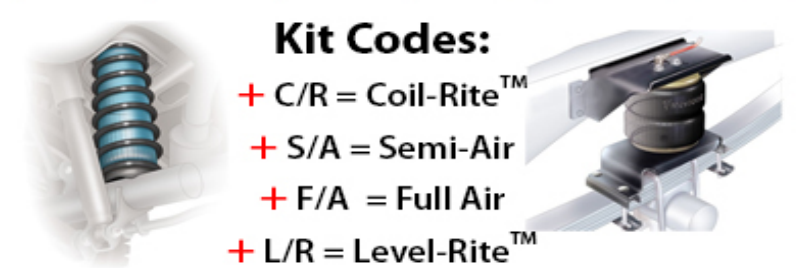 Kit Codes:
+ C/R = Coil-Rite™
+ S/A = Semi-Air
+ F/A = Full Air
+ L/R = Level-Rite™